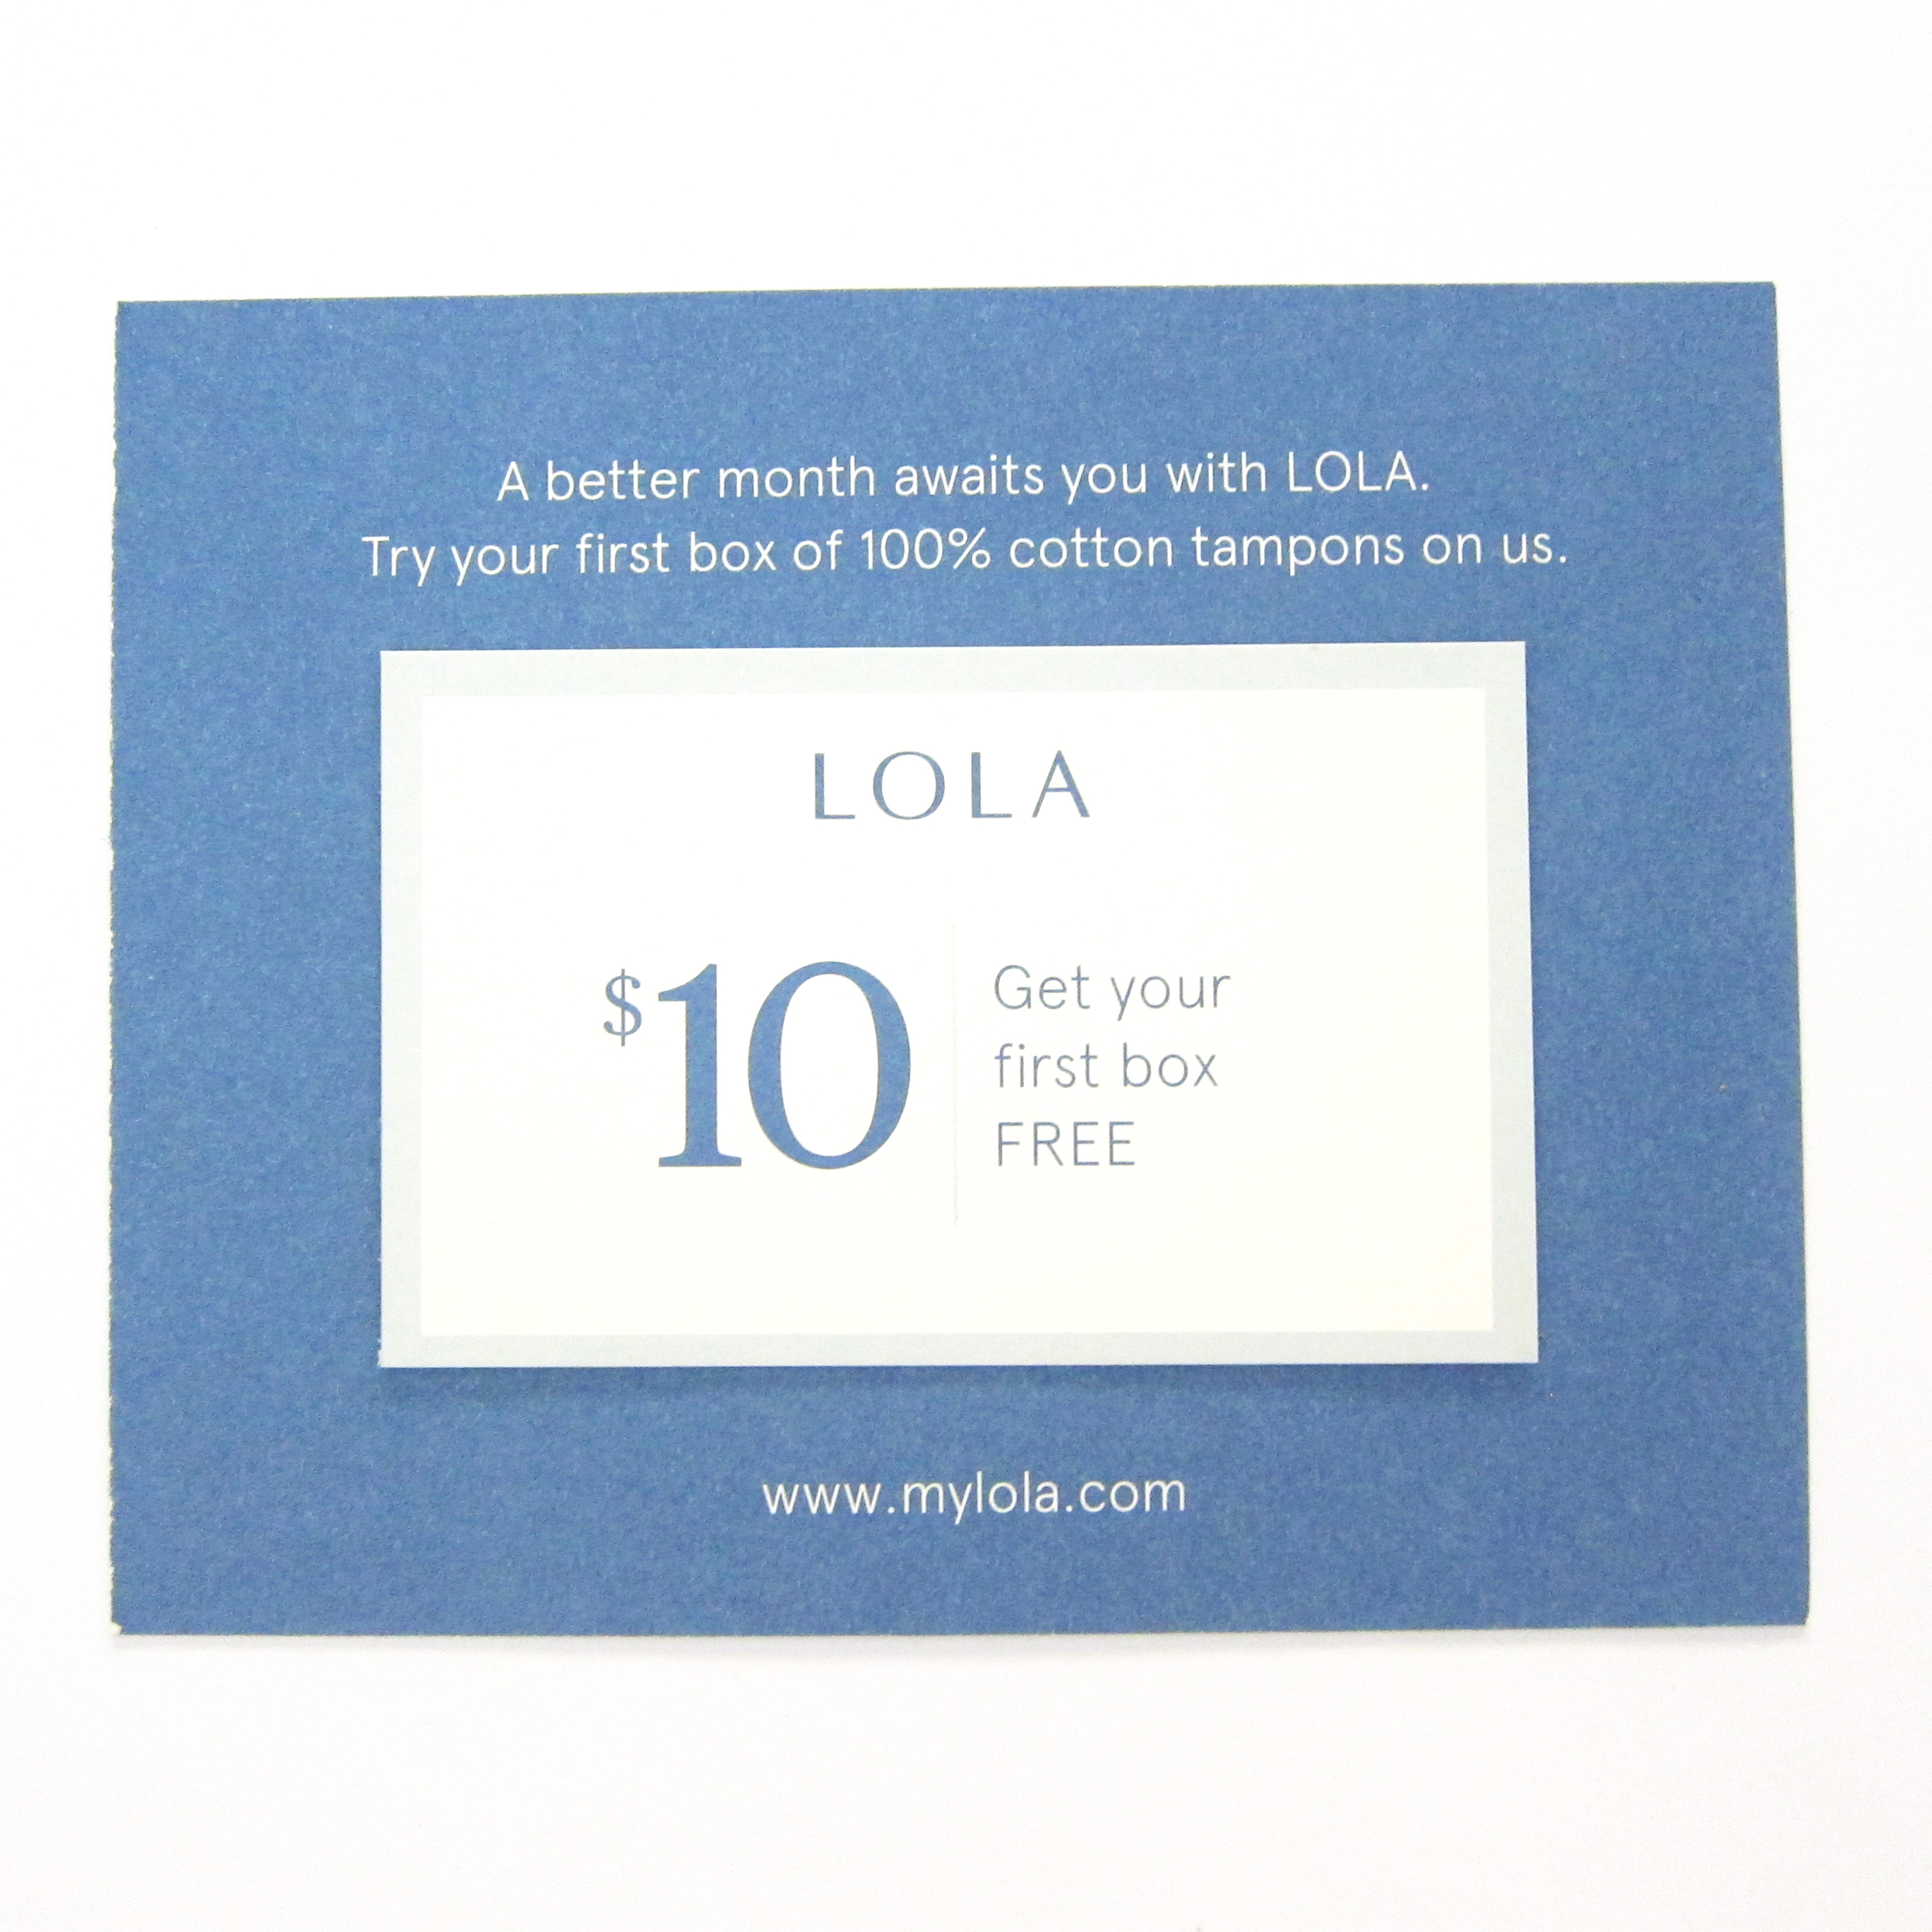 A better month awaits you with LOLA.
Try your first box of 100% cotton tampons on us.
LOLA
$10
Get your
first box
FREE
www.mylola.com